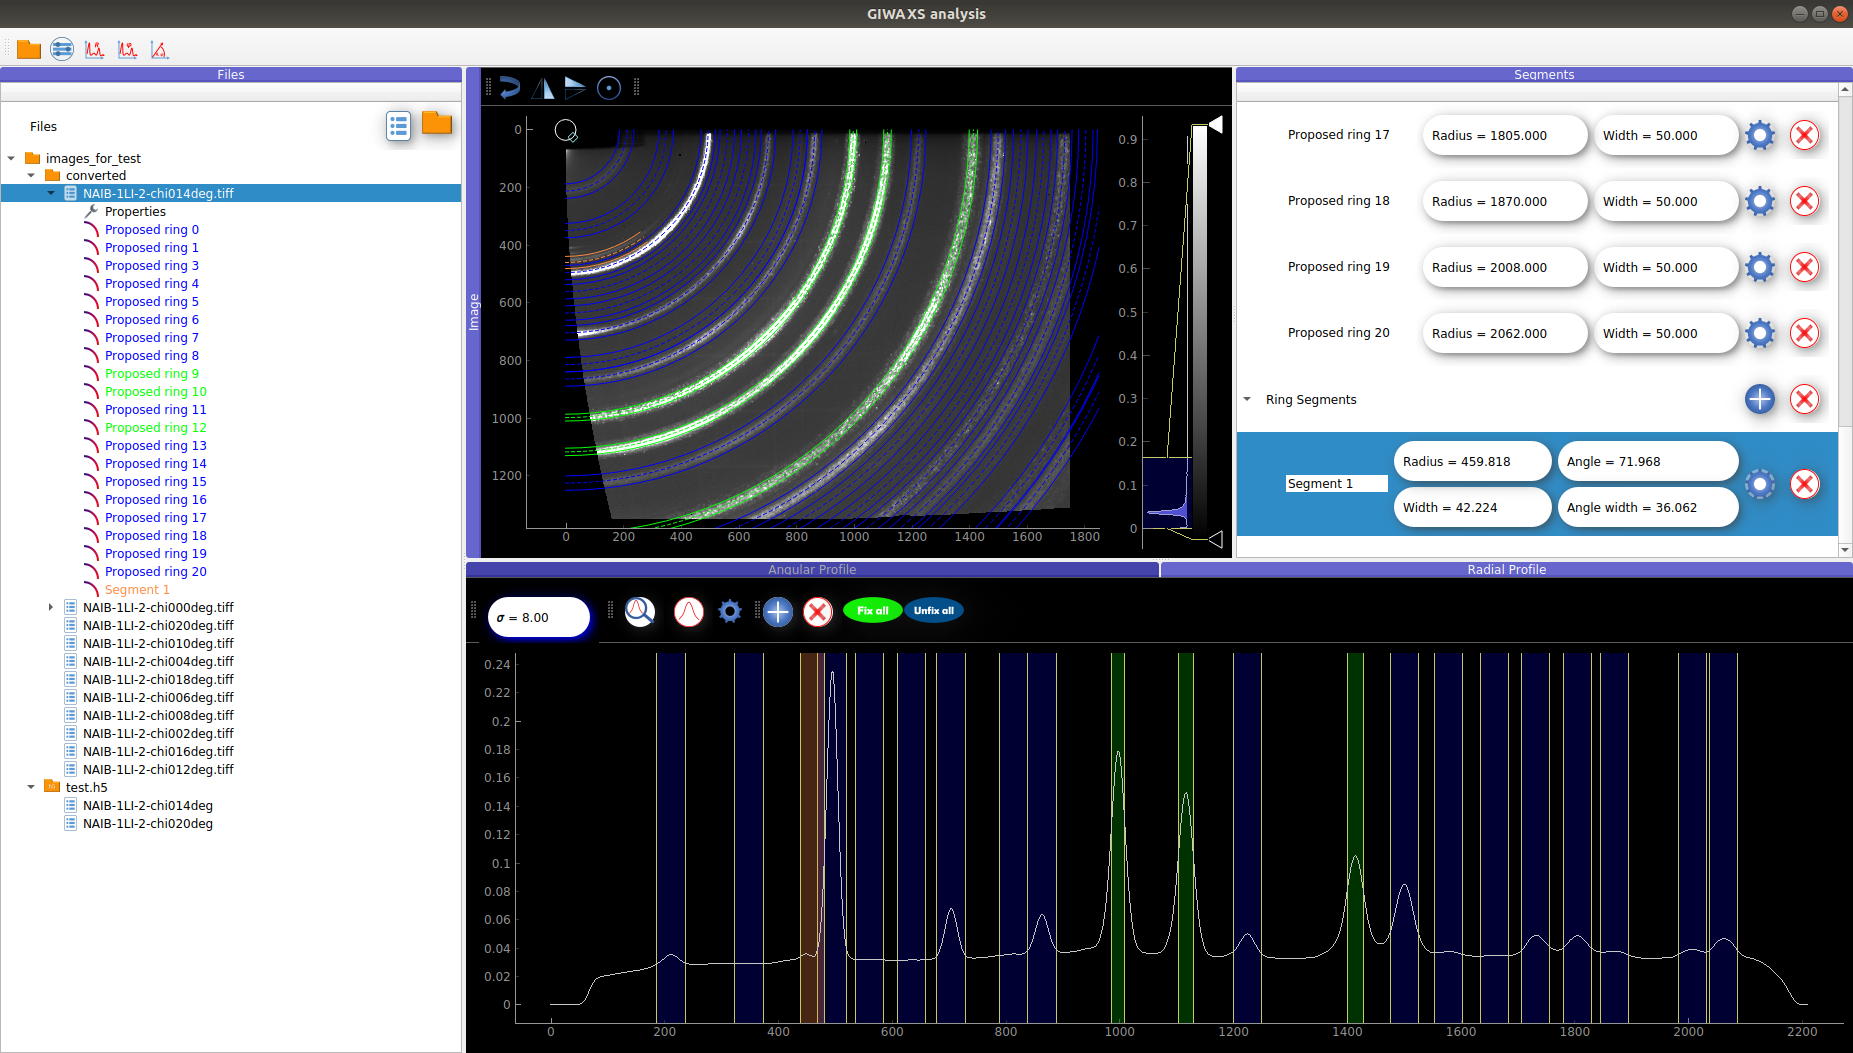 GIWAXS analysis
Files
Files
images_for_test
converted
NAIB-1LI-2-chi014deg.tiff
Properties
Proposed ring 0
Proposed ring 1
Proposed ring 3
Proposed ring 4
Proposed ring 5
Proposed ring 6
Proposed ring 7
Proposed ring 8
Proposed ring 9
Proposed ring 10
Proposed ring 11
Proposed ring 12
Proposed ring 13
Proposed ring 14
Proposed ring 15
Proposed ring 16
Proposed ring 17
Proposed ring 18
Proposed ring 19
Proposed ring 20
Segment 1
NAIB-1LI-2-chi000deg.tiff
NAIB-1LI-2-chi020deg.tiff
NAIB-1LI-2-chi010deg.tiff
NAIB-1LI-2-chi004deg.tiff
NAIB-1LI-2-chi018deg.tiff
NAIB-1LI-2-chi006deg.tiff
NAIB-1LI-2-chi008deg.tiff
NAIB-1LI-2-chi002deg.tiff
NAIB-1LI-2-chi016deg.tiff
NAIB-1LI-2-chi012deg.tiff
test.h5
NAIB-1LI-2-chi014deg
NAIB-1LI-2-chi020deg
Image
0
200
400
600
800
1000
1200
0 200 400 600 800 1000 1200 1400 1600 1800
0.9
0.8
0.7
0.6
0.5
0.4
0.3
0.2
0.1
0
Segments
Proposed ring 17 Radius = 1805.000 Width = 50.000
Proposed ring 18 Radius = 1870.000 Width = 50.000
Proposed ring 19 Radius = 2008.000 Width = 50.000
Proposed ring 20 Radius = 2062.000 Width = 50.000
Ring Segments
Radius = 459.818 Angle = 71.968
Segment 1
Width = 42.224 Angle width = 36.062
Angular Profile
Radial Profile
σ = 8.00
Fix all
Unfix all
0.24
0.22
0.2
0.18
0.16
0.14
0.12
0.1
0.08
0.06
0.04
0.02
0
0 200 400 600 800 1000 1200 1400 1600 1800 2000 2200